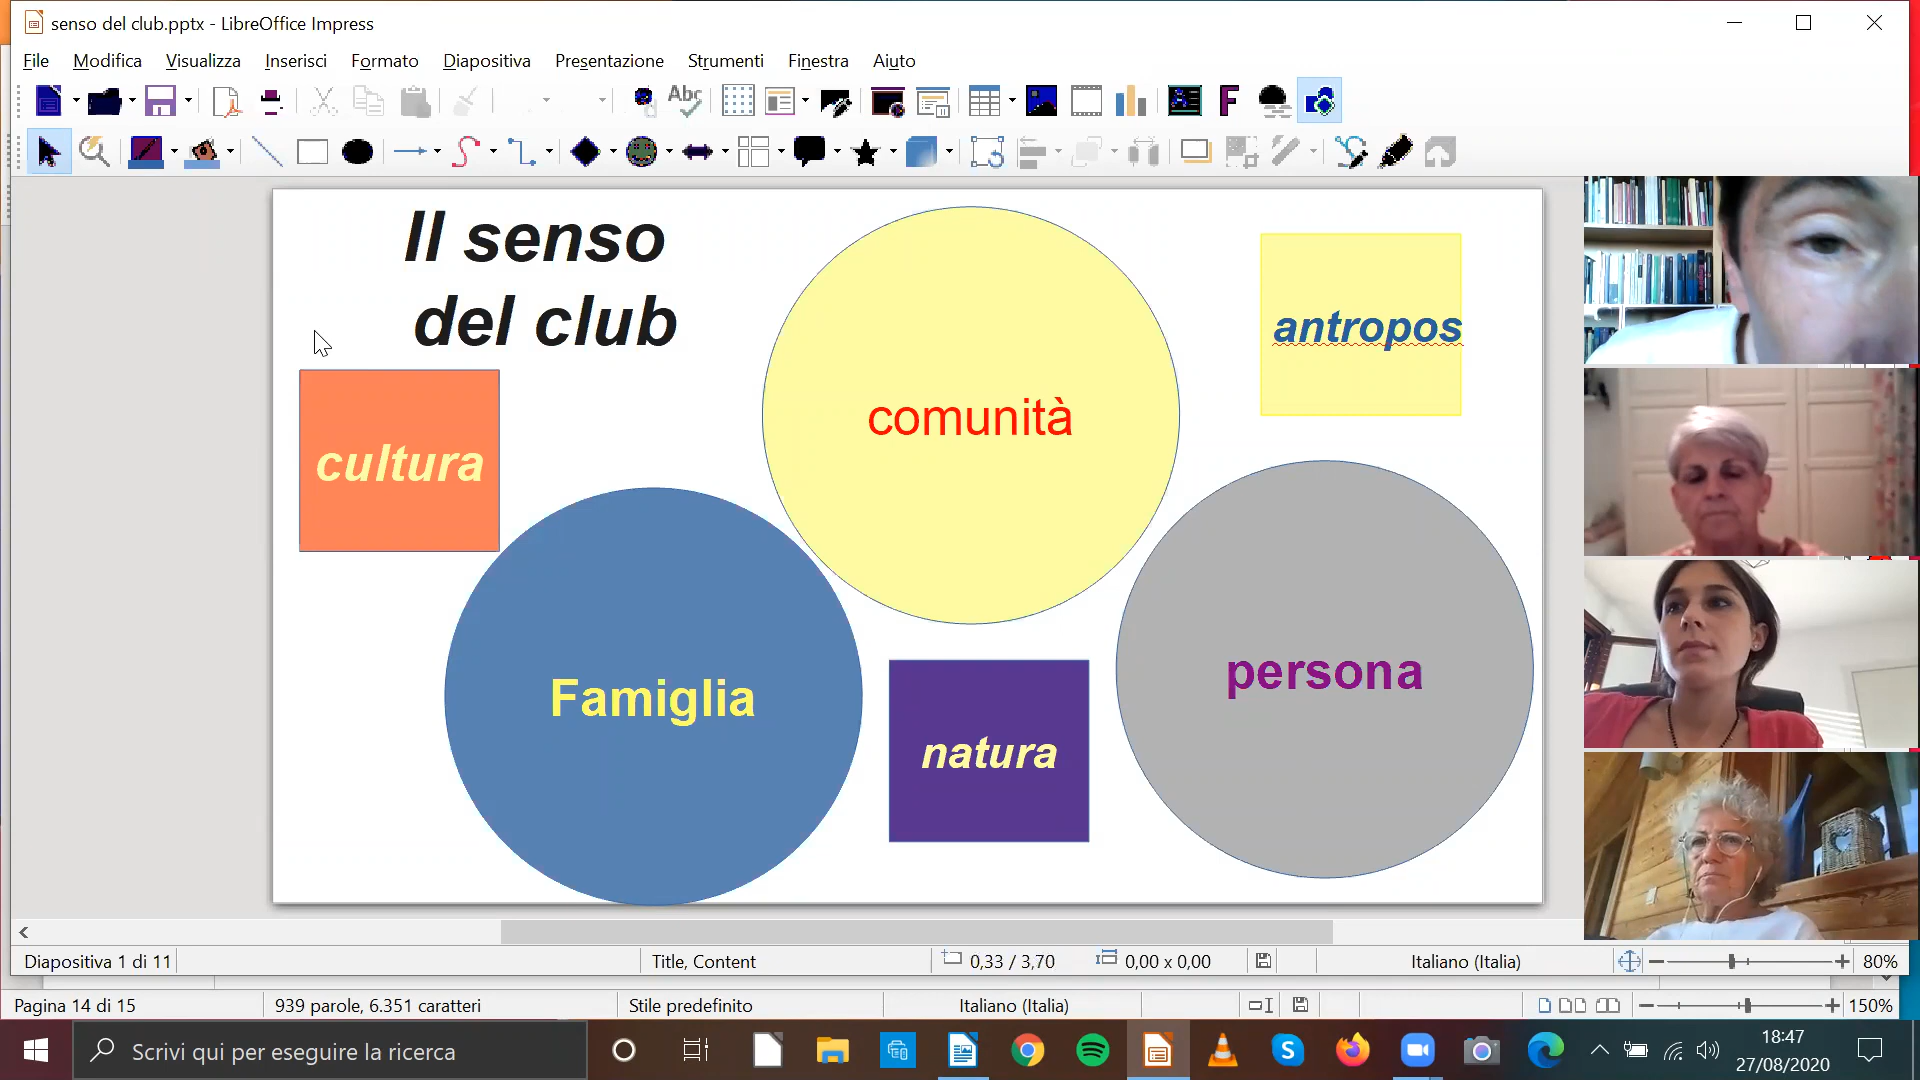 senso del club.pptx - LibreOffice Impress
File Modifica Visualizza Inserisci Formato Diapositiva Presentazione Strumenti Finestra Aiuto
Abc
Il senso
del club
comunità
antropos
cultura
Famiglia
persona
natura
Diapositiva 1 di 11 Title, Content 0,33 / 3,70 0,00 x 0,00 Italiano (Italia) 80%
Pagina 14 di 15 939 parole, 6.351 caratteri Stile predefinito Italiano (Italia) 150%
Scrivi qui per eseguire la ricerca
18:47
27/08/2020